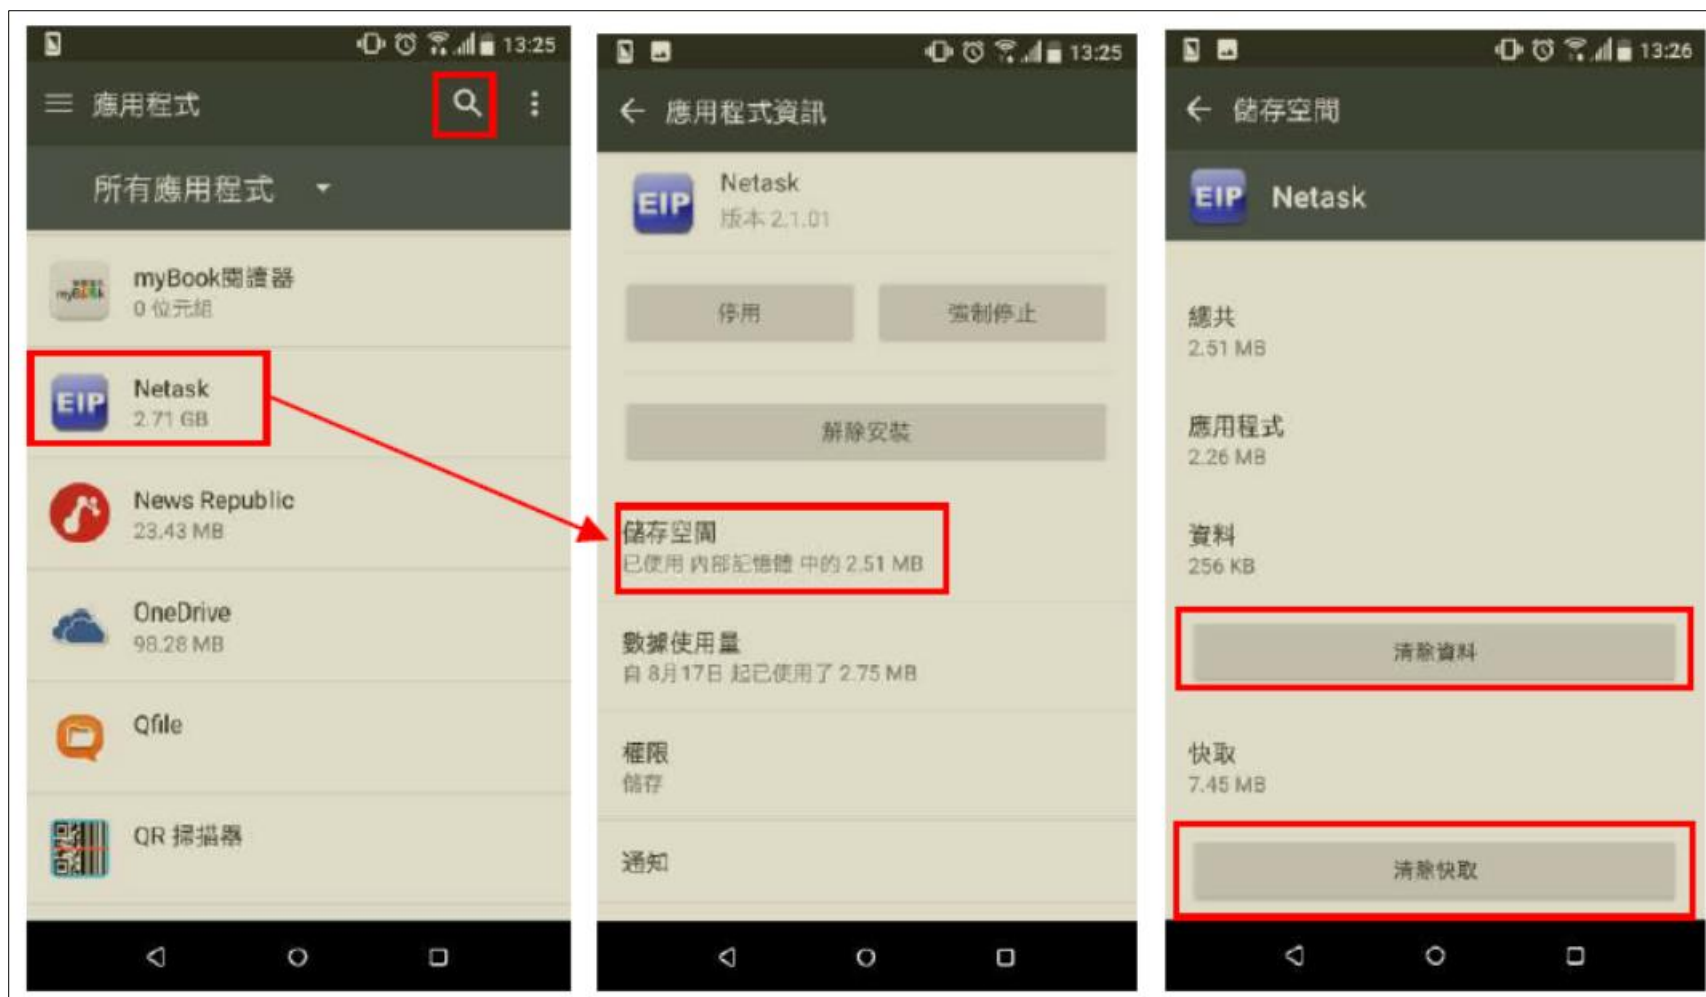 13:25
應用程式
所有應用程式
myBook閱讀器
0 位元組
EIP
Netask
2.71 GB
News Republic
23.43 MB
OneDrive
98.28 MB
Qfile
QR 掃描器
13:25
應用程式資訊
EIP
Netask
版本 2.1.01
停用
強制停止
解除安裝
儲存空間
已使用 內部記憶體 中的 2.51 MB
數據使用量
自 8月17日 起已使用了 2.75 MB
權限
儲存
通知
13:26
儲存空間
EIP
Netask
總共
2.51 MB
應用程式
2.26 MB
資料
256 KB
清除資料
快取
7.45 MB
清除快取